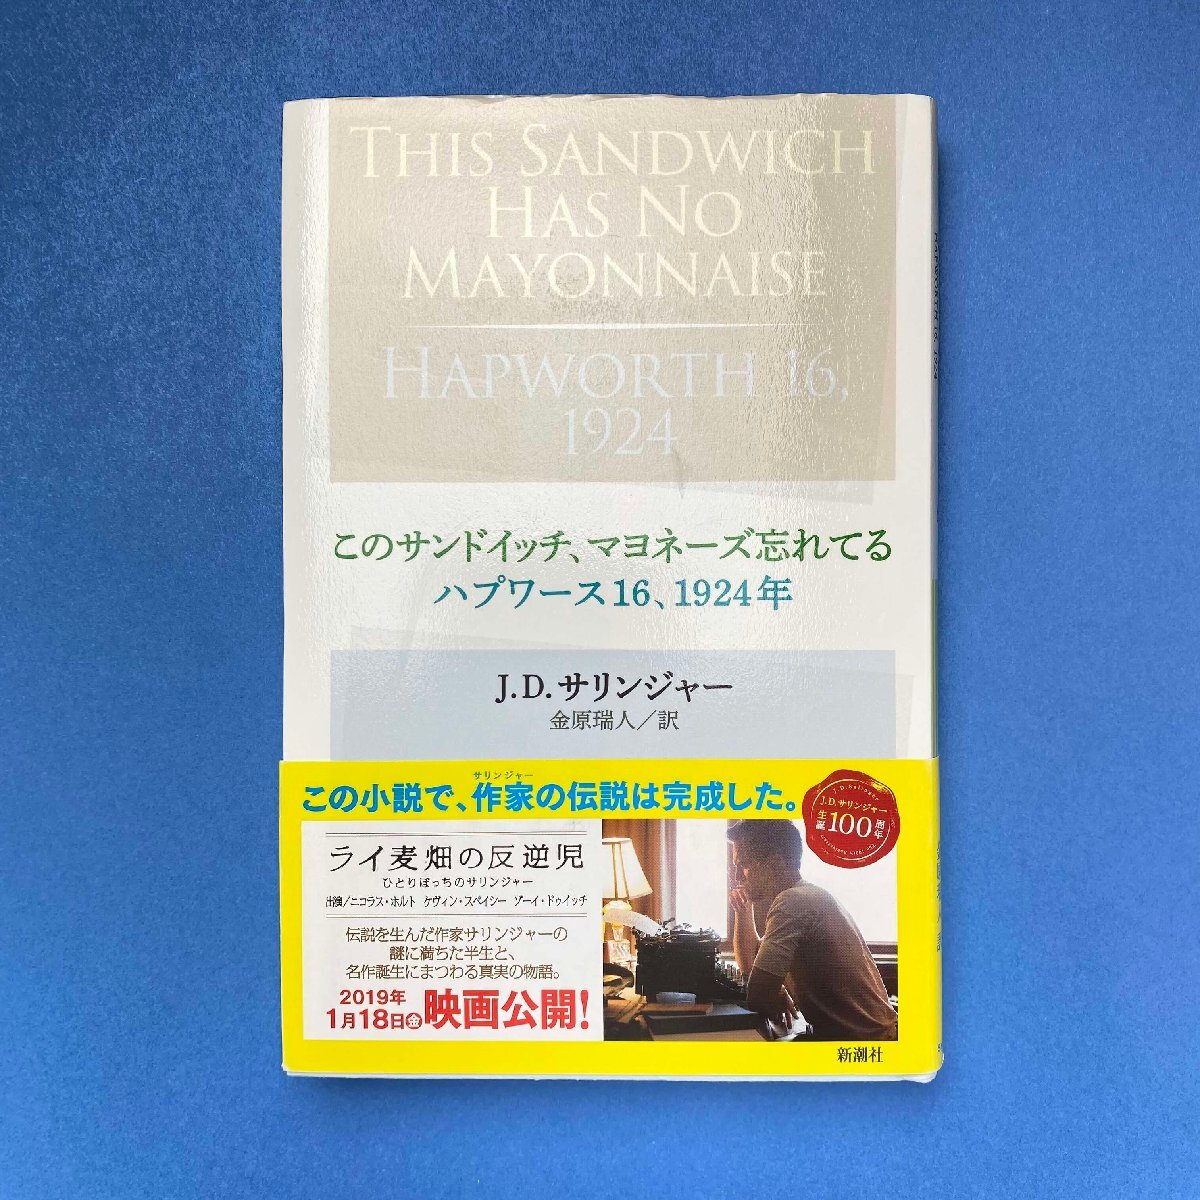 THIS SANDWICH
HAS NO
MAYONNAISE
HAPWORTH 16,
1924
HAPWORTH 16, 1924
このサンドイッチ、マヨネーズ忘れてる
ハプワース16、1924年
J.D.サリンジャー
金原瑞人／訳
サリンジャー
この小説で、作家の伝説は完成した。
J.D.サリンジャー
生誕100周年
ライ麦畑の反逆児
ひとりぼっちのサリンジャー
出演／ニコラス・ホルト ケヴィン・スペイシー ゾーイ・ドゥイッチ
伝説を生んだ作家サリンジャーの
謎に満ちた半生と、
名作誕生にまつわる真実の物語。
2019年
1月18日金映画公開!
新潮社